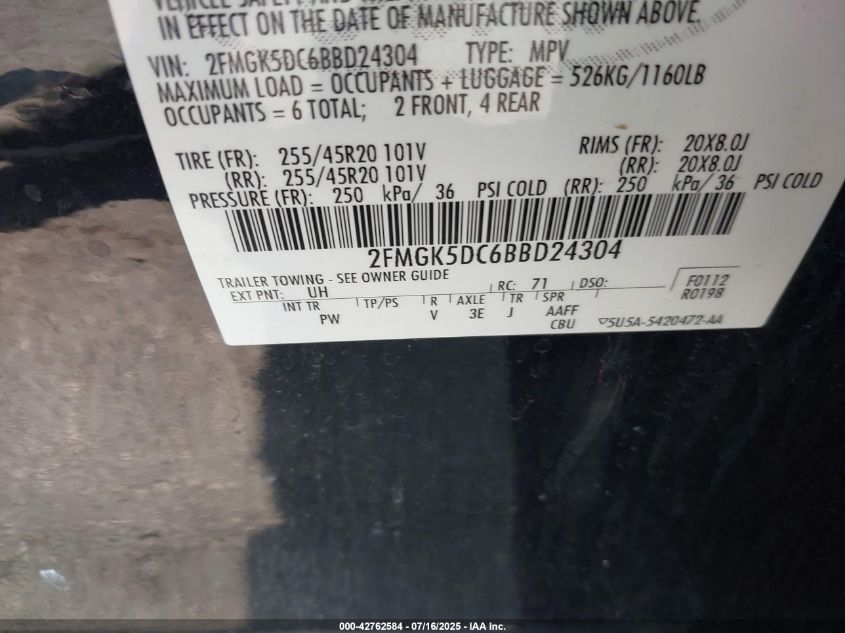 VEHICLE SAFETY AND
IN EFFECT ON THE DATE OF MANUFACTURE SHOWN ABOVE.
VIN: 2FMGK5DC6BBD24304 TYPE: MPV
MAXIMUM LOAD = OCCUPANTS + LUGGAGE = 526KG/1160LB
OCCUPANTS = 6 TOTAL; 2 FRONT, 4 REAR
TIRE (FR): 255/45R20 101V RIMS (FR): 20X8.0J
(RR): 255/45R20 101V (RR): 20X8.0J
PRESSURE (FR): 250 kPa/ 36 PSI COLD (RR): 250 kPa/ 36 PSI COLD
2FMGK5DC6BBD24304
TRAILER TOWING - SEE OWNER GUIDE
EXT PNT: UH RC: 71 DSO: F0112
R0198
INT TR TP/PS R AXLE TR SPR
PW V 3E J AAFF
CBU 5U5A-5420472-AA
000-42762584 - 07/16/2025 - IAA Inc.